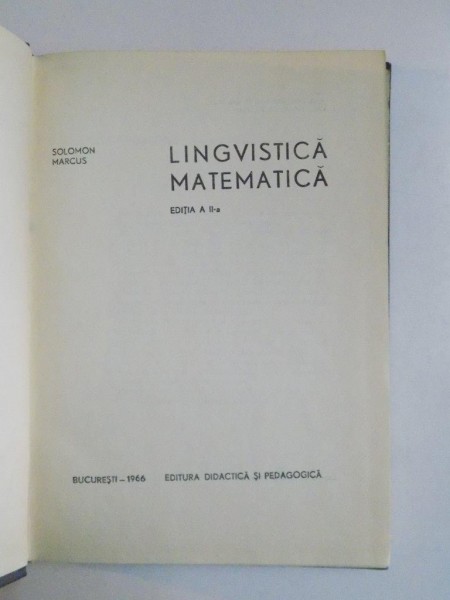 SOLOMON
MARCUS
LINGVISTICĂ
MATEMATICĂ
EDIȚIA A II-a
BUCUREȘTI – 1966 EDITURA DIDACTICĂ ȘI PEDAGOGICĂ